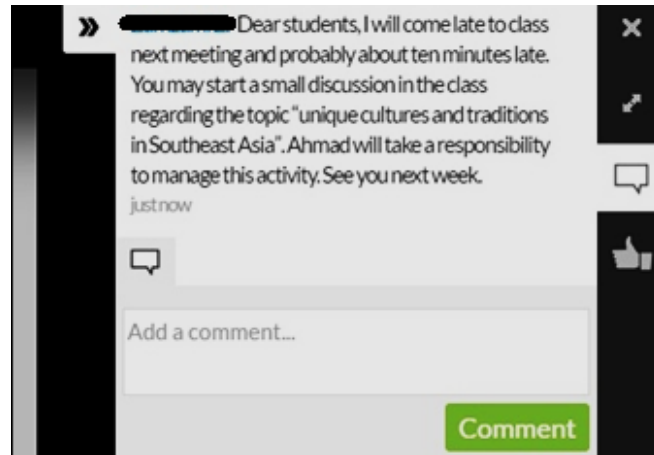 » Dear students, I will come late to class
next meeting and probably about ten minutes late.
You may start a small discussion in the class
regarding the topic “unique cultures and traditions
in Southeast Asia”. Ahmad will take a responsibility
to manage this activity. See you next week.
just now
Add a comment...
Comment